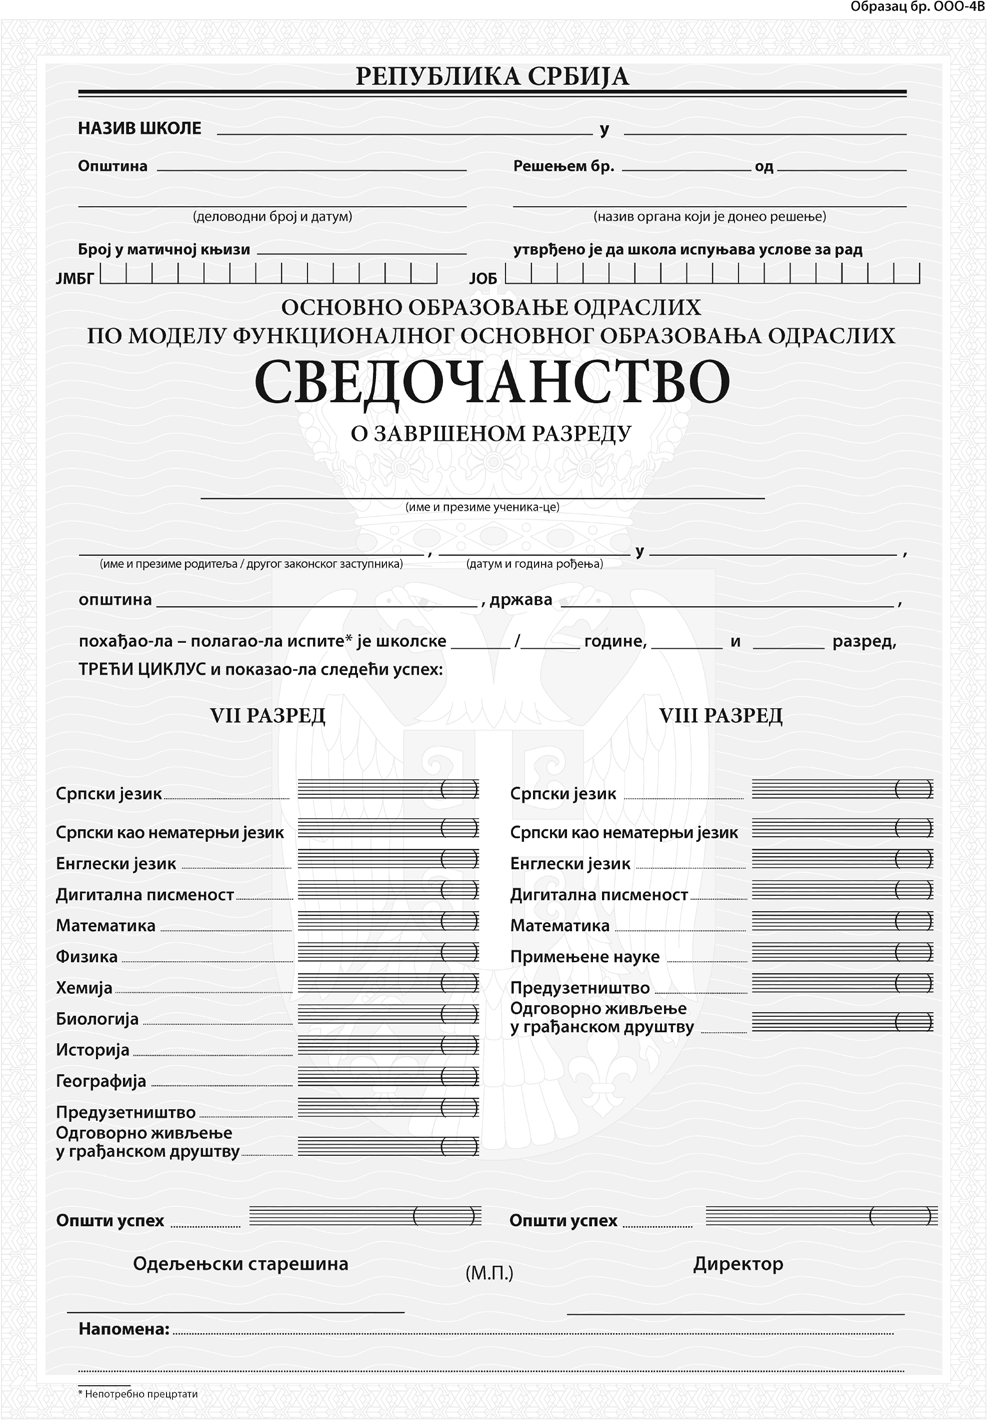 Образац бр. ООО-4В
РЕПУБЛИКА СРБИЈА
НАЗИВ ШКОЛЕ у
Општина Решењем бр. од
(деловодни број и датум) (назив органа који је донео решење)
Број у матичној књизи утврђено је да школа испуњава услове за рад
ЈМБГ ЈОБ
ОСНОВНО ОБРАЗОВАЊЕ ОДРАСЛИХ
ПО МОДЕЛУ ФУНКЦИОНАЛНОГ ОСНОВНОГ ОБРАЗОВАЊА ОДРАСЛИХ
СВЕДОЧАНСТВО
О ЗАВРШЕНОМ РАЗРЕДУ
(име и презиме ученика-це)
, у ,
(име и презиме родитеља / другог законског заступника) (датум и година рођења)
општина , држава ,
похађао-ла – полагао-ла испите* је школске / године, и разред,
ТРЕЋИ ЦИКЛУС и показао-ла следећи успех:
VII РАЗРЕД
Српски језик ( )
Српски као нематерњи језик ( )
Енглески језик ( )
Дигитална писменост ( )
Математика ( )
Физика ( )
Хемија ( )
Биологија ( )
Историја ( )
Географија ( )
Предузетништво ( )
Одговорно живљење
у грађанском друштву ( )
Општи успех ( )
VIII РАЗРЕД
Српски језик ( )
Српски као нематерњи језик ( )
Енглески језик ( )
Дигитална писменост ( )
Математика ( )
Примењене науке ( )
Предузетништво ( )
Одговорно живљење
у грађанском друштву ( )
Општи успех ( )
Одељењски старешина (М.П.) Директор
Напомена:
* Непотребно прецртати